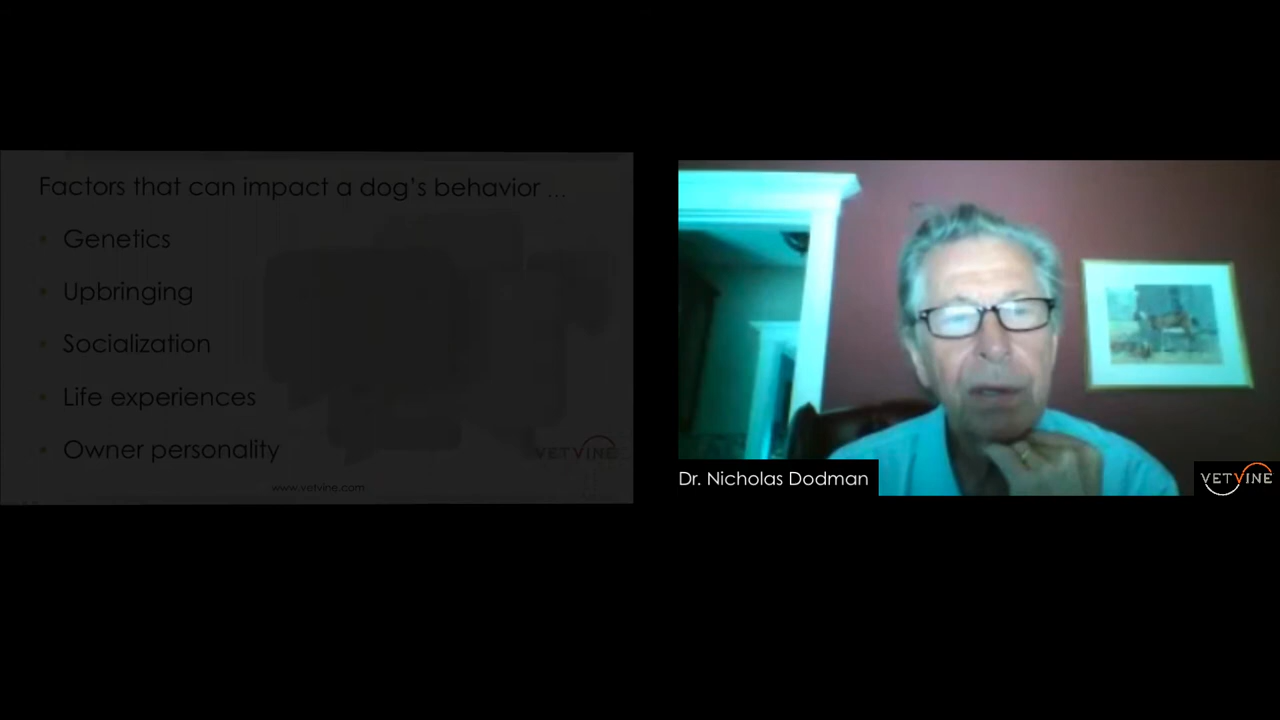 Factors that can impact a dog's behavior ...
• Genetics
• Upbringing
• Socialization
• Life experiences
• Owner personality
VETVINE
www.vetvine.com
Dr. Nicholas Dodman
VETVINE